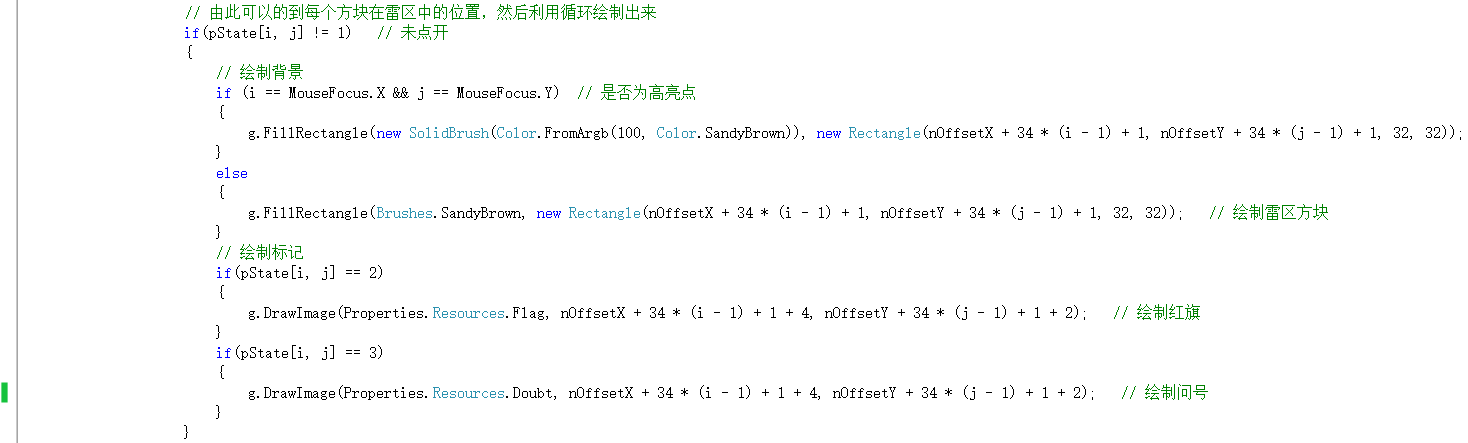 // 由此可以的到每个方块在雷区中的位置，然后利用循环绘制出来
if(pState[i, j] != 1)   // 未点开
{
// 绘制背景
if (i == MouseFocus.X && j == MouseFocus.Y)  // 是否为高亮点
{
g.FillRectangle(new SolidBrush(Color.FromArgb(100, Color.SandyBrown)), new Rectangle(nOffsetX + 34 * (i - 1) + 1, nOffsetY + 34 * (j - 1) + 1, 32, 32));
}
else
{
g.FillRectangle(Brushes.SandyBrown, new Rectangle(nOffsetX + 34 * (i - 1) + 1, nOffsetY + 34 * (j - 1) + 1, 32, 32));   // 绘制雷区方块
}
// 绘制标记
if(pState[i, j] == 2)
{
g.DrawImage(Properties.Resources.Flag, nOffsetX + 34 * (i - 1) + 1 + 4, nOffsetY + 34 * (j - 1) + 1 + 2);   // 绘制红旗
}
if(pState[i, j] == 3)
{
g.DrawImage(Properties.Resources.Doubt, nOffsetX + 34 * (i - 1) + 1 + 4, nOffsetY + 34 * (j - 1) + 1 + 2);   // 绘制问号
}
}